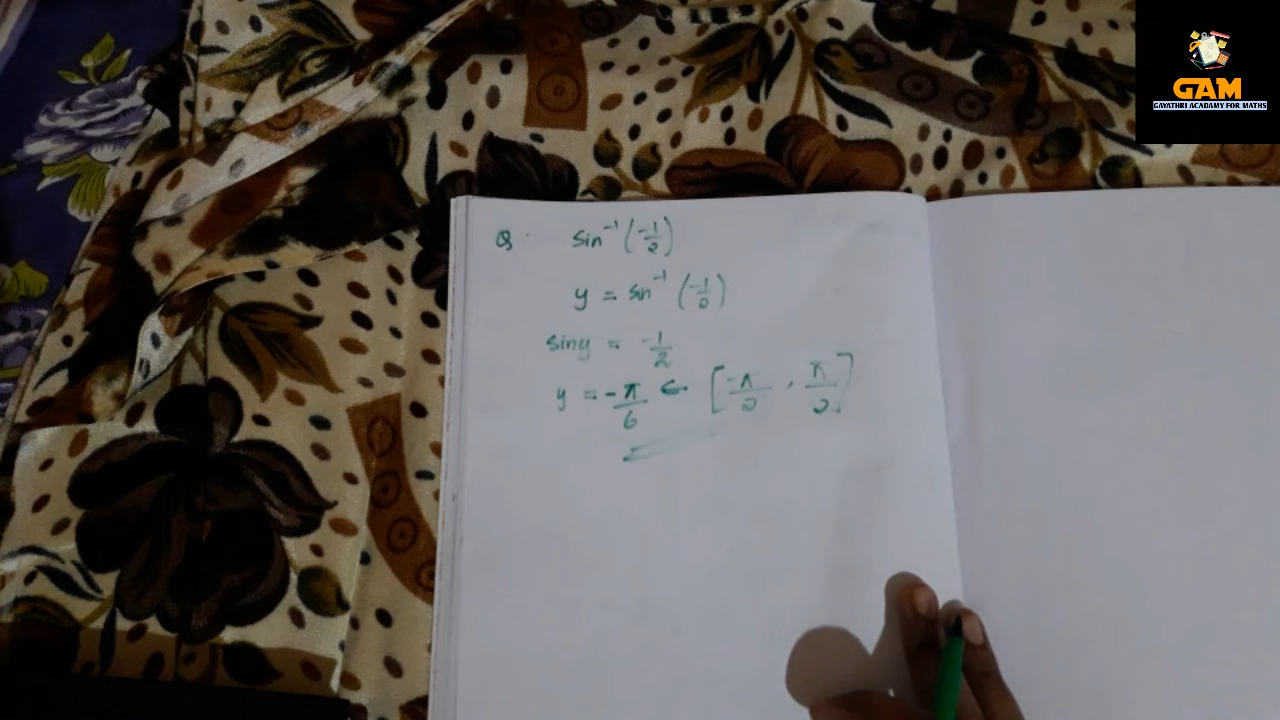 GAM
GAYATHRI ACADAMY FOR MATHS
Q. sin⁻¹(-1/2)
y = sin⁻¹(-1/2)
siny = -1/2
y = -π/6 ∈ [-π/2, π/2]